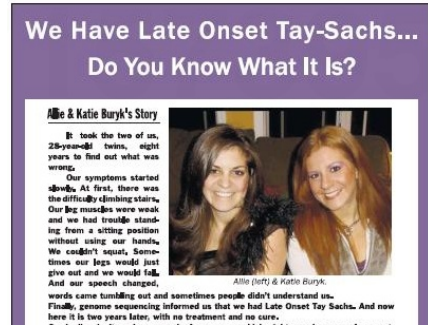 We Have Late Onset Tay-Sachs...
Do You Know What It Is?
Allie & Katie Buryk's Story
It took the two of us,
28-year-old twins, eight
years to find out what was
wrong.
Our symptoms started
slowly. At first, there was
the difficulty climbing stairs.
Our leg muscles were weak
and we had trouble stand-
ing from a sitting position
without using our hands.
We couldn't squat. Some-
times our legs would just
give out and we would fall.
And our speech changed,
words came tumbling out and sometimes people didn't understand us.
Finally, genome sequencing informed us that we had Late Onset Tay Sachs. And now
here it is two years later, with no treatment and no cure.
Allie (left) & Katie Buryk.